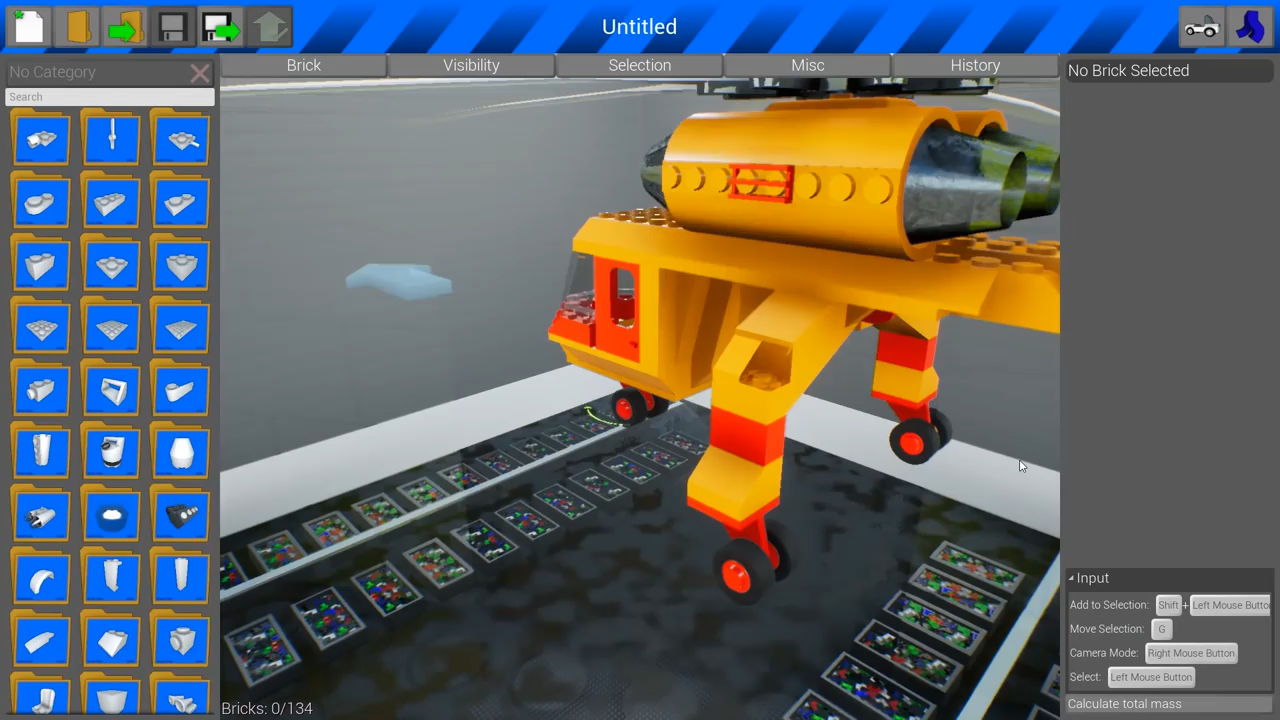 Untitled
No Category
Search
Brick
Visibility
Selection
Misc
History
No Brick Selected
Bricks: 0/134
Input
Add to Selection: Shift + Left Mouse Butto
Move Selection: G
Camera Mode: Right Mouse Button
Select: Left Mouse Button
Calculate total mass